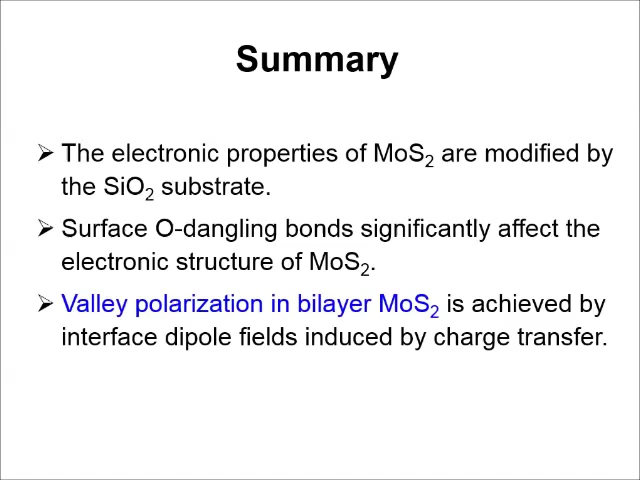 Summary
➢ The electronic properties of MoS₂ are modified by
the SiO₂ substrate.
➢ Surface O-dangling bonds significantly affect the
electronic structure of MoS₂.
➢ Valley polarization in bilayer MoS₂ is achieved by
interface dipole fields induced by charge transfer.